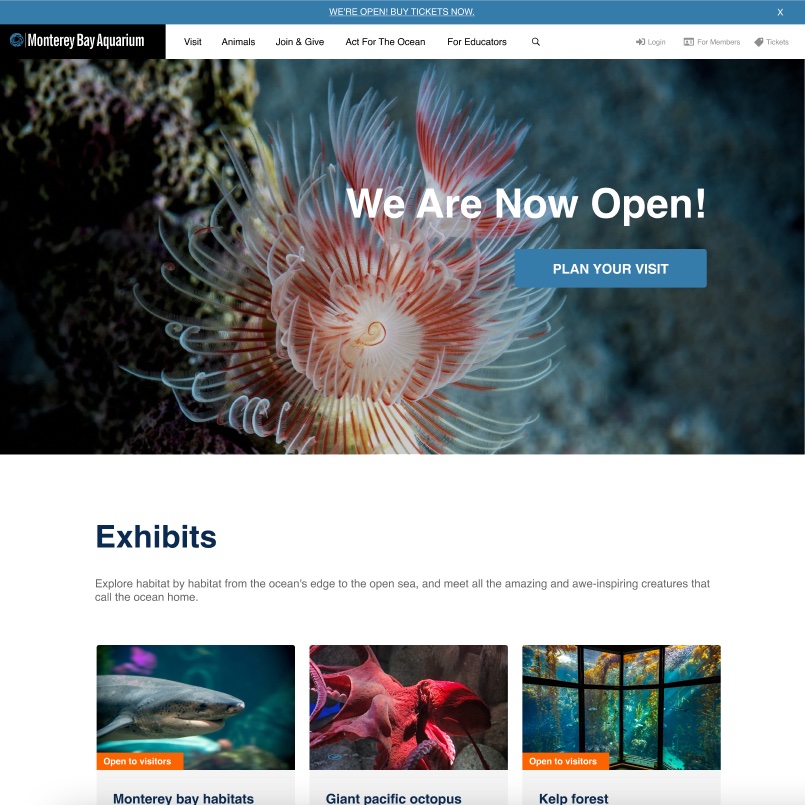 WE'RE OPEN! BUY TICKETS NOW.
X
Monterey Bay Aquarium
Visit
Animals
Join & Give
Act For The Ocean
For Educators
Login
For Members
Tickets
We Are Now Open!
PLAN YOUR VISIT
Exhibits
Explore habitat by habitat from the ocean's edge to the open sea, and meet all the amazing and awe-inspiring creatures that
call the ocean home.
Open to visitors
Open to visitors
Monterey bay habitats
Giant pacific octopus
Kelp forest